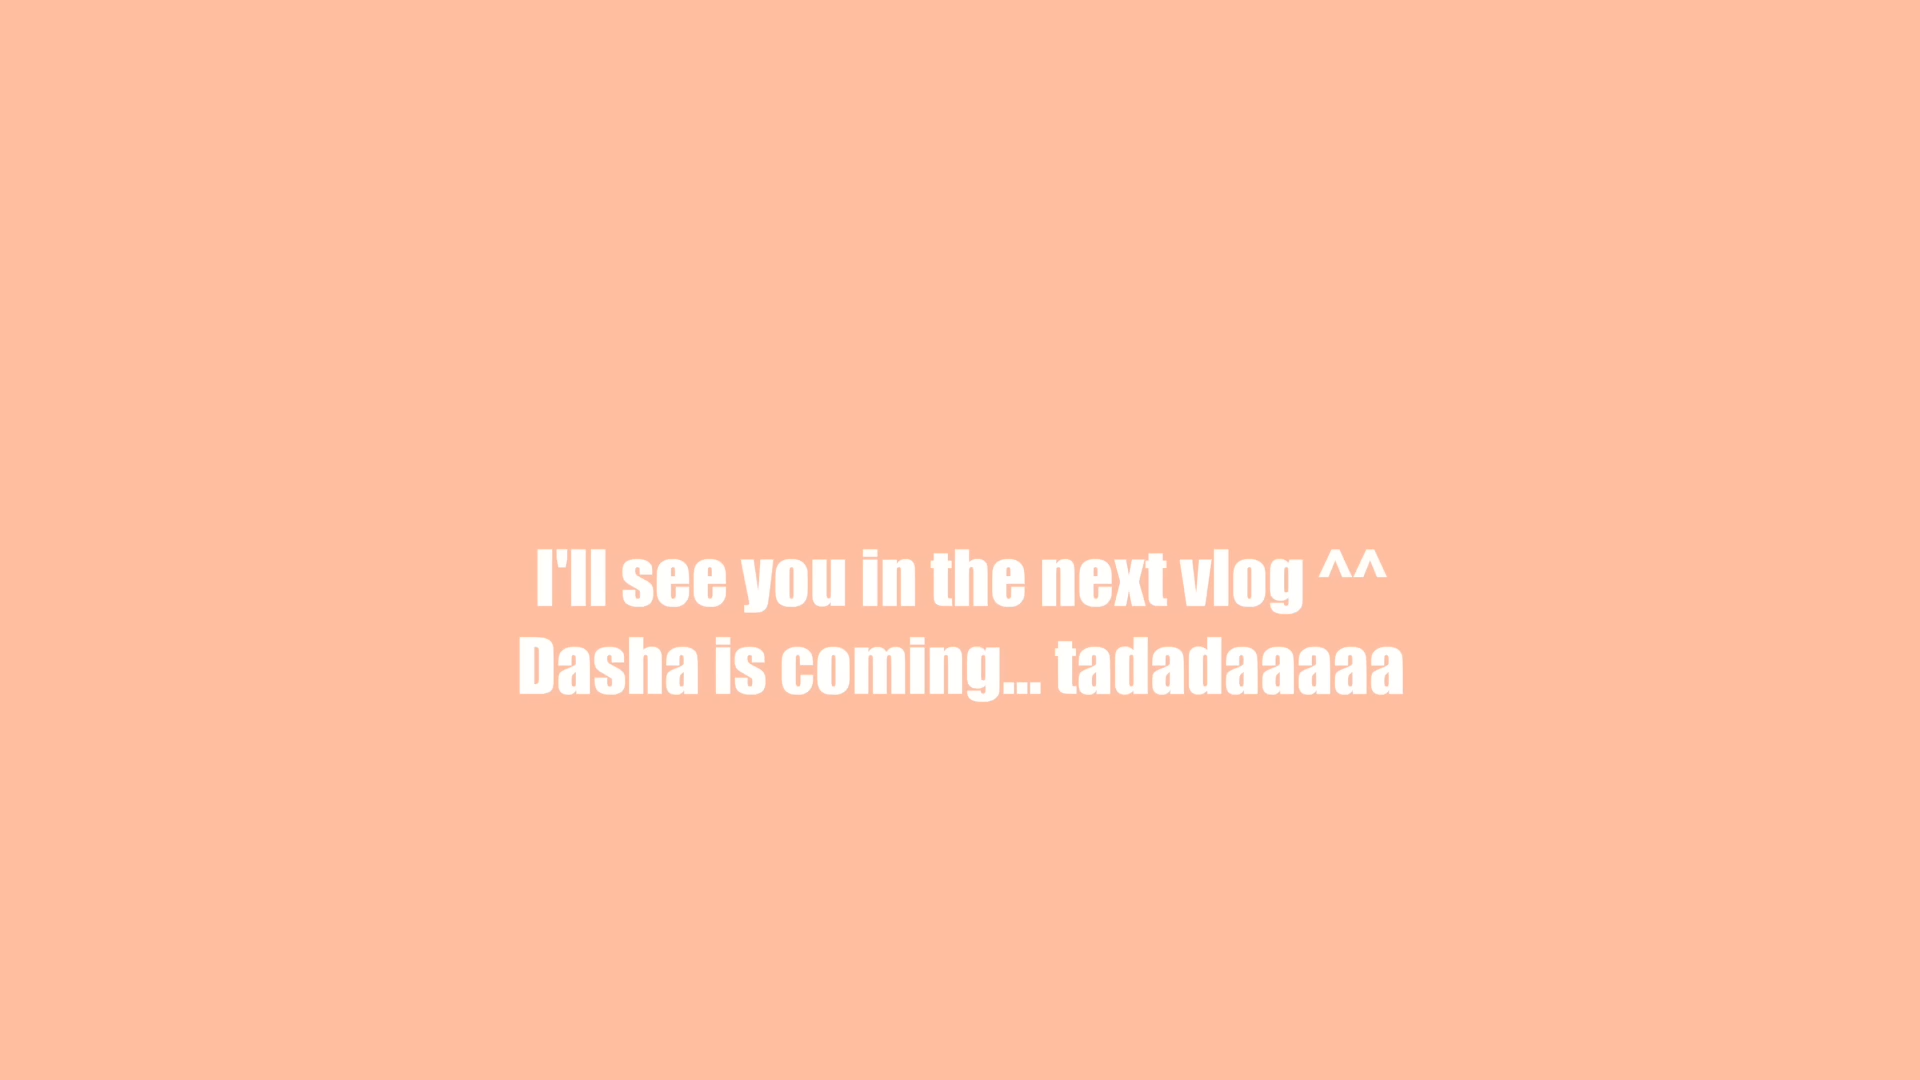 I'll see you in the next vlog ^^
Dasha is coming... tadadaaaaa